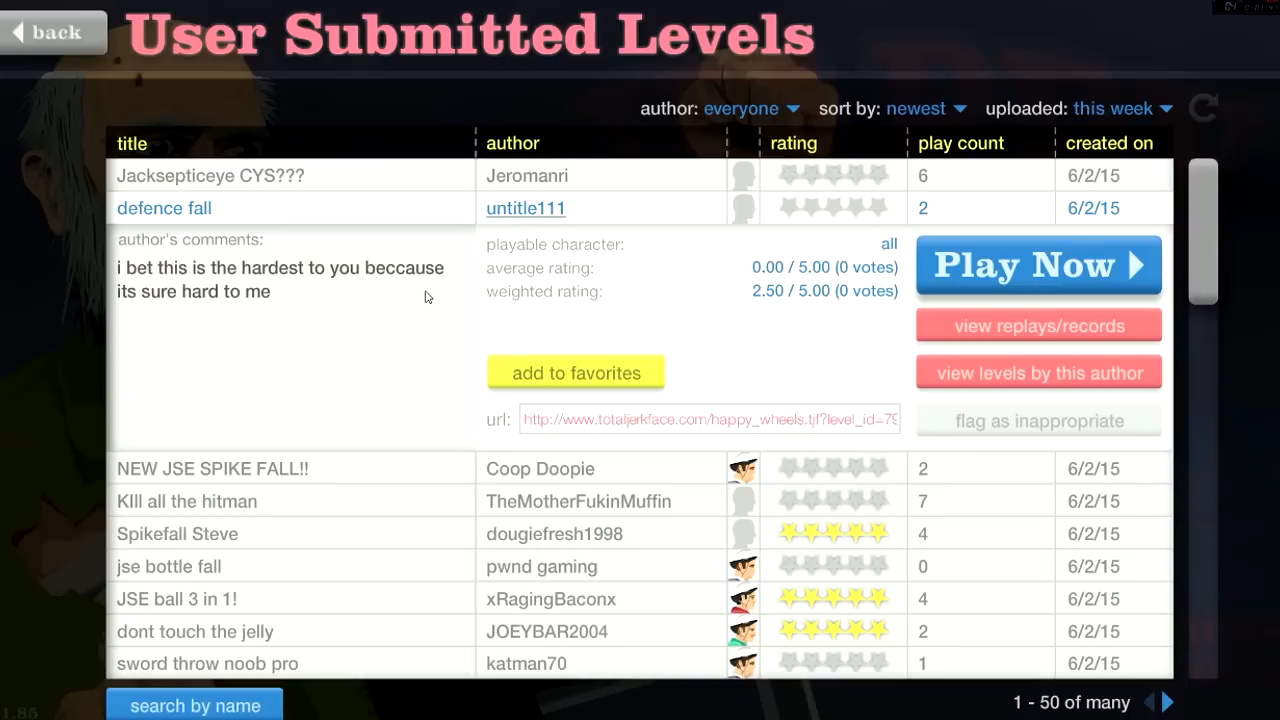 back
User Submitted Levels
author: everyone sort by: newest uploaded: this week
title author rating play count created on
Jacksepticeye CYS??? Jeromanri 6 6/2/15
defence fall untitle111 2 6/2/15
author's comments:
i bet this is the hardest to you beccause
its sure hard to me
playable character: all
average rating: 0.00 / 5.00 (0 votes)
weighted rating: 2.50 / 5.00 (0 votes)
Play Now
view replays/records
add to favorites
view levels by this author
url: http://www.totaljerkface.com/happy_wheels.tjf?level_id=79
flag as inappropriate
NEW JSE SPIKE FALL!! Coop Doopie 2 6/2/15
KIll all the hitman TheMotherFukinMuffin 7 6/2/15
Spikefall Steve dougiefresh1998 4 6/2/15
jse bottle fall pwnd gaming 0 6/2/15
JSE ball 3 in 1! xRagingBaconx 4 6/2/15
dont touch the jelly JOEYBAR2004 2 6/2/15
sword throw noob pro katman70 1 6/2/15
search by name
1 - 50 of many
1.85